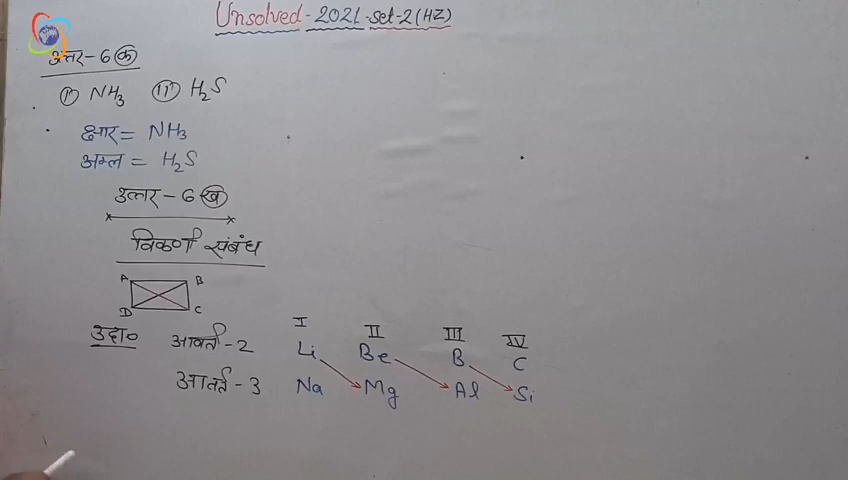 Unsolved-2021-set-2(HZ)
उत्तर-6(क)
(i) NH3 (ii) H2S
क्षार= NH3
अम्ल = H2S
उत्तर-6(ख)
विकर्ण संबंध
A B
D C
I II III IV
उदा० आवर्त-2 Li Be B C
आवर्त-3 Na Mg Al Si